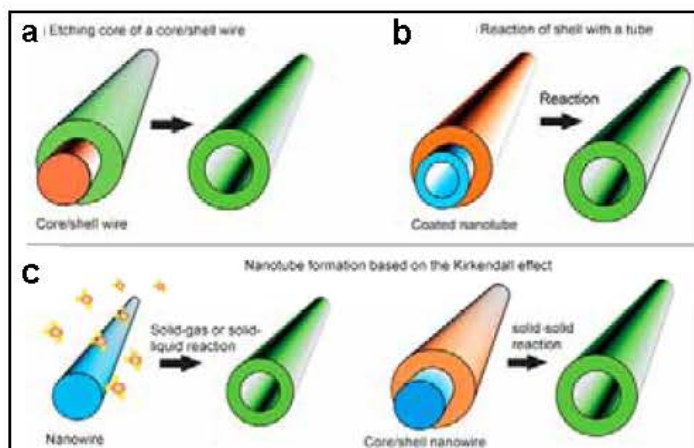 a
Etching core of a core/shell wire
Core/shell wire
b
Reaction of shell with a tube
Reaction
Coated nanotube
c
Nanotube formation based on the Kirkendall effect
Solid-gas or solid-
liquid reaction
Nanowire
solid-solid
reaction
Core/shell nanowire